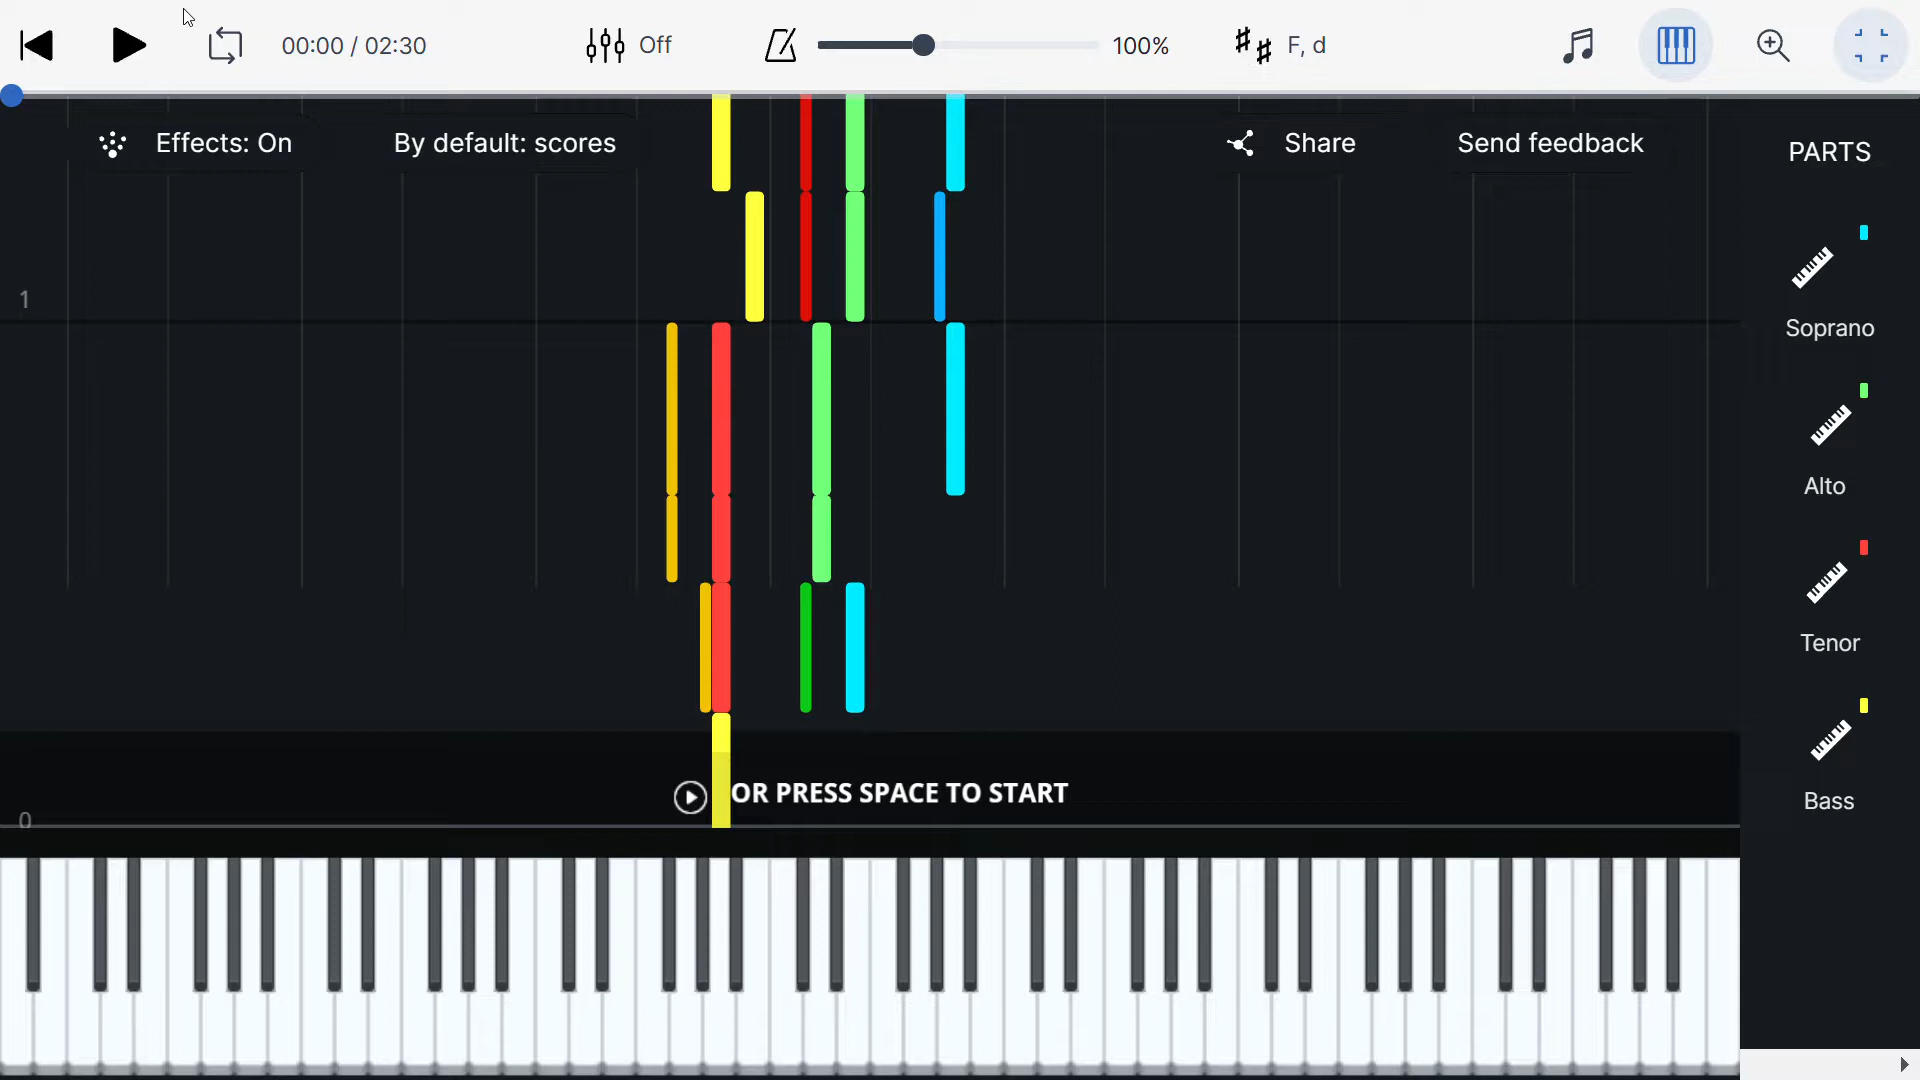 00:00 / 02:30
Off
100%
F, d
Effects: On
By default: scores
Share
Send feedback
PARTS
Soprano
1
Alto
Tenor
OR PRESS SPACE TO START
Bass
0